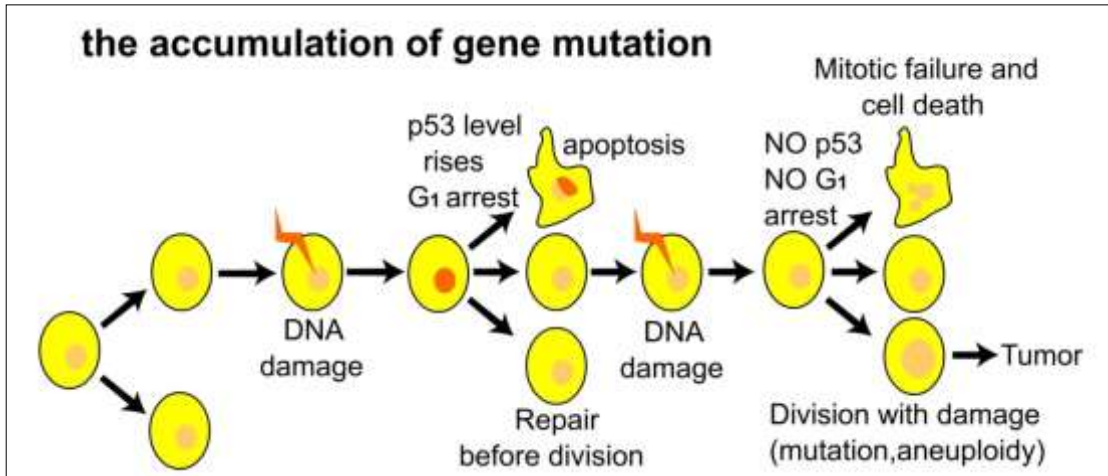 the accumulation of gene mutation
p53 level
rises
G1 arrest
apoptosis
DNA
damage
Repair
before division
DNA
damage
NO p53
NO G1
arrest
Mitotic failure and
cell death
Tumor
Division with damage
(mutation,aneuploidy)